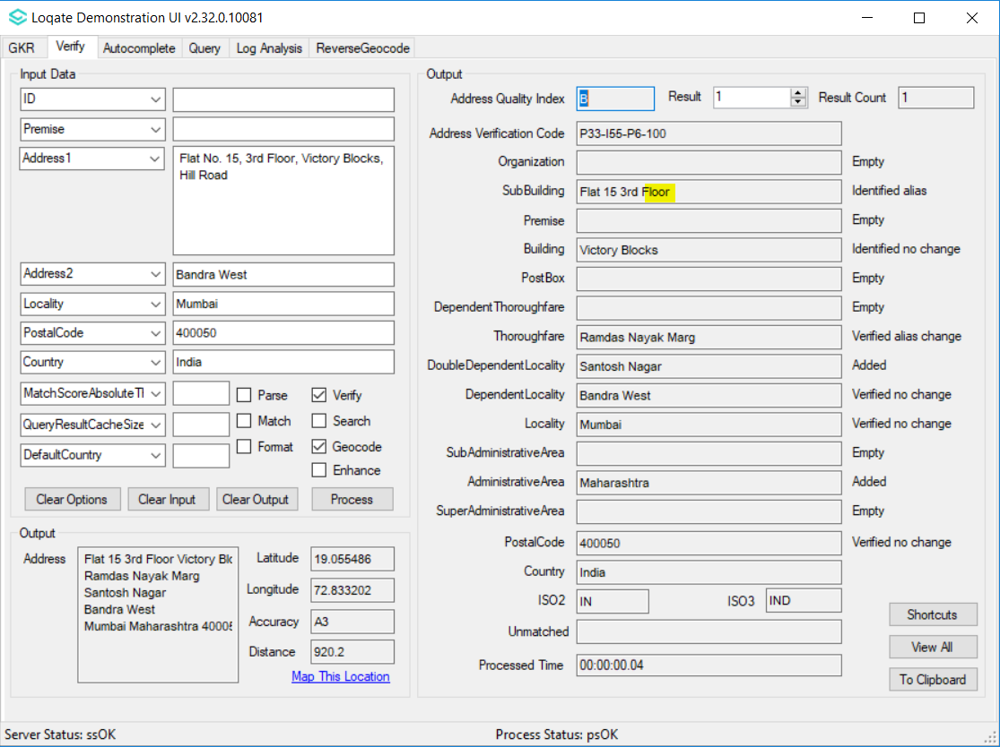 Loqate Demonstration UI v2.32.0.10081
GKR Verify Autocomplete Query Log Analysis ReverseGeocode
Input Data
ID
Premise
Address1 Flat No. 15, 3rd Floor, Victory Blocks,
Hill Road
Address2 Bandra West
Locality Mumbai
PostalCode 400050
Country India
MatchScoreAbsoluteTl Parse Verify
QueryResultCacheSize Match Search
DefaultCountry Format Geocode
Enhance
Clear Options Clear Input Clear Output Process
Output
Address Flat 15 3rd Floor Victory Blo
Ramdas Nayak Marg
Santosh Nagar
Bandra West
Mumbai Maharashtra 40005
Latitude 19.055486
Longitude 72.833202
Accuracy A3
Distance 920.2
Map This Location
Output
Address Quality Index B Result 1 Result Count 1
Address Verification Code P33-I55-P6-100
Organization Empty
SubBuilding Flat 15 3rd Floor Identified alias
Premise Empty
Building Victory Blocks Identified no change
PostBox Empty
DependentThoroughfare Empty
Thoroughfare Ramdas Nayak Marg Verified alias change
DoubleDependentLocality Santosh Nagar Added
DependentLocality Bandra West Verified no change
Locality Mumbai Verified no change
SubAdministrativeArea Empty
AdministrativeArea Maharashtra Added
SuperAdministrativeArea Empty
PostalCode 400050 Verified no change
Country India
ISO2 IN ISO3 IND
Unmatched
Processed Time 00:00:00.04
Shortcuts
View All
To Clipboard
Server Status: ssOK Process Status: psOK